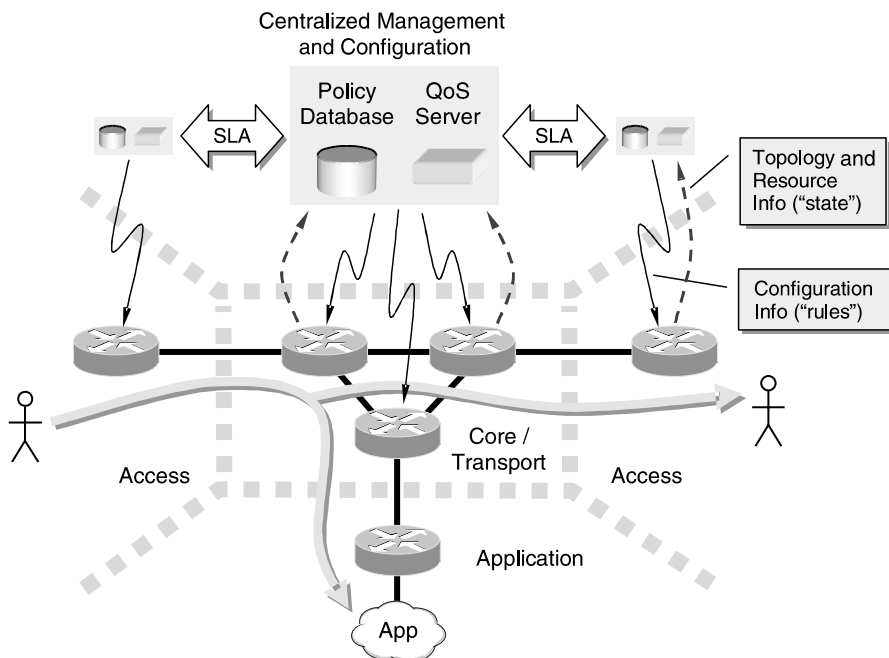 Centralized Management
and Configuration
Policy
Database
QoS
Server
SLA
SLA
Topology and
Resource
Info (“state”)
Configuration
Info (“rules”)
Core /
Transport
Access
Access
Application
App